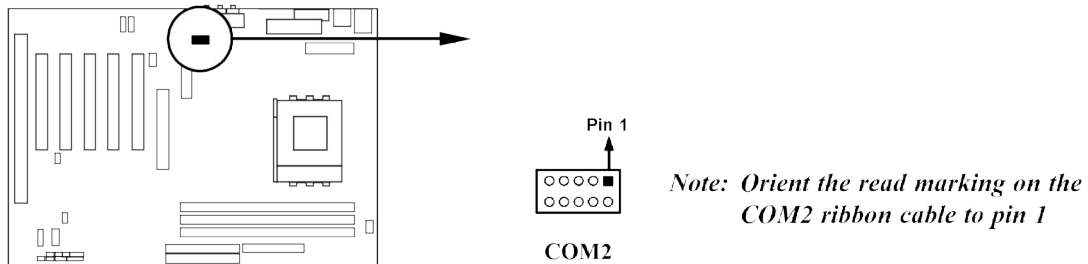 Pin 1
COM2
Note: Orient the read marking on the
COM2 ribbon cable to pin 1